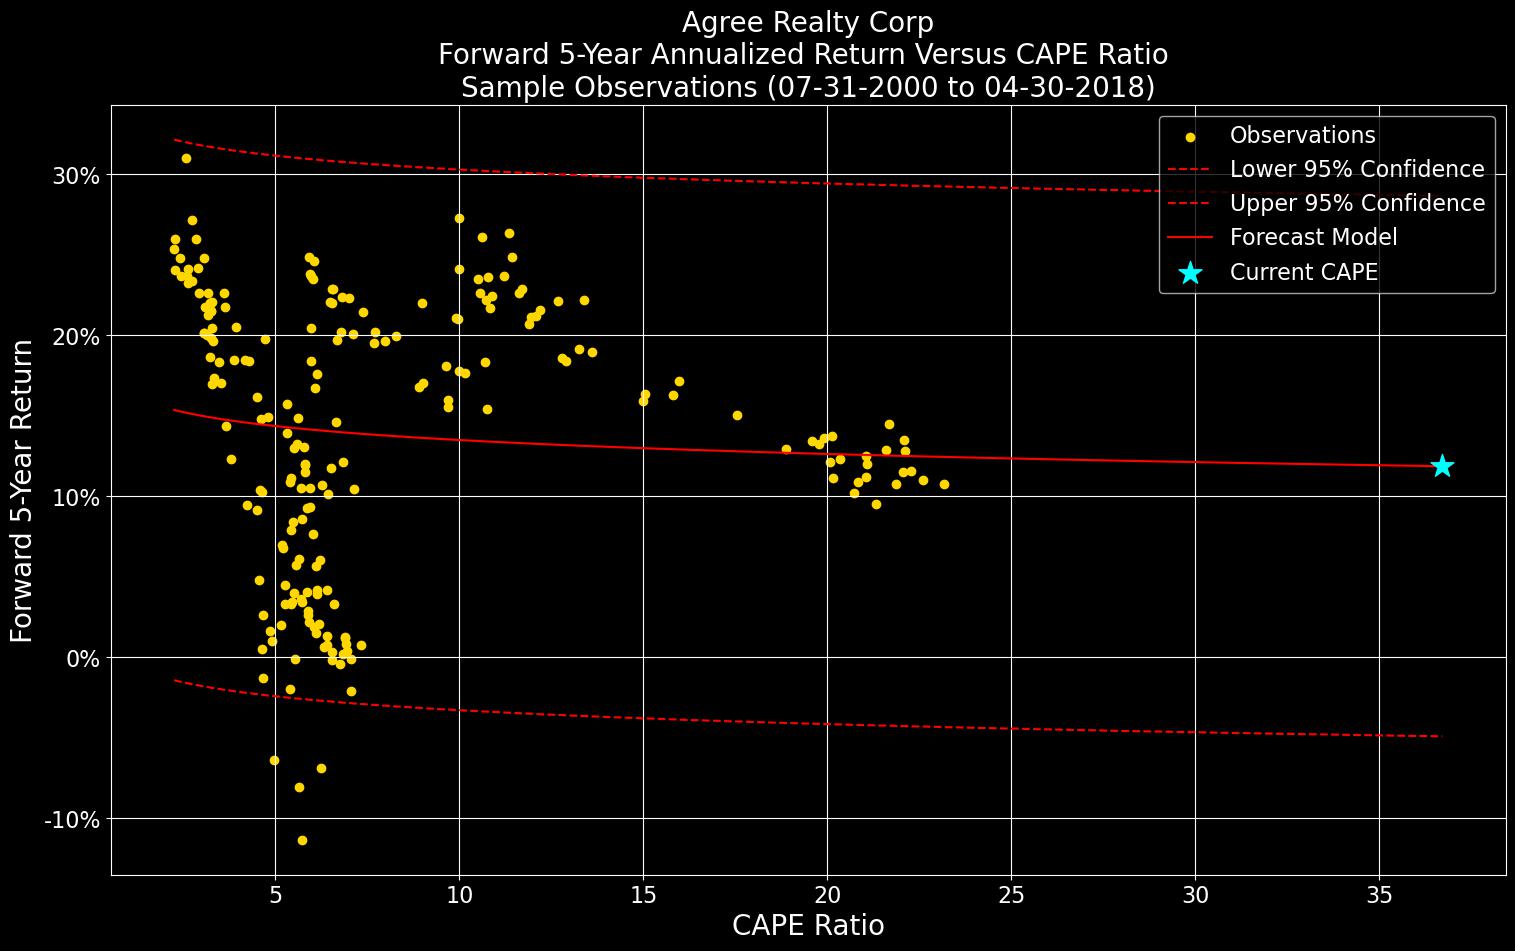 Agree Realty Corp
Forward 5-Year Annualized Return Versus CAPE Ratio
Sample Observations (07-31-2000 to 04-30-2018)
Observations
Lower 95% Confidence
Upper 95% Confidence
Forecast Model
Current CAPE
Forward 5-Year Return
30%
20%
10%
0%
-10%
5 10 15 20 25 30 35
CAPE Ratio